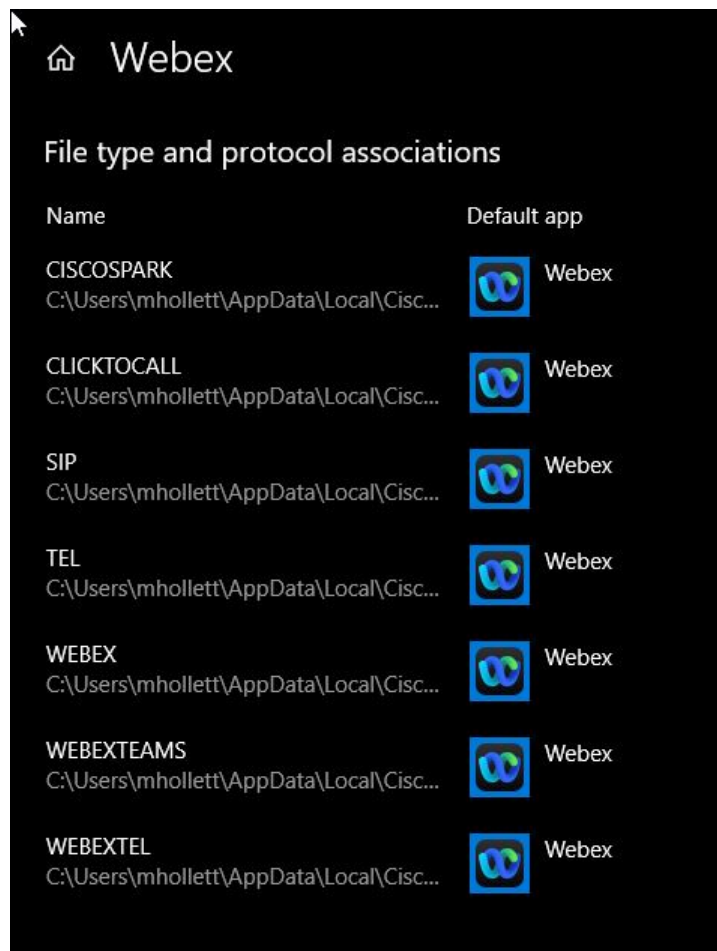 Webex
File type and protocol associations
Name Default app
CISCOSPARK Webex
C:\Users\mhollett\AppData\Local\Cisc...
CLICKTOCALL Webex
C:\Users\mhollett\AppData\Local\Cisc...
SIP Webex
C:\Users\mhollett\AppData\Local\Cisc...
TEL Webex
C:\Users\mhollett\AppData\Local\Cisc...
WEBEX Webex
C:\Users\mhollett\AppData\Local\Cisc...
WEBEXTEAMS Webex
C:\Users\mhollett\AppData\Local\Cisc...
WEBEXTEL Webex
C:\Users\mhollett\AppData\Local\Cisc...